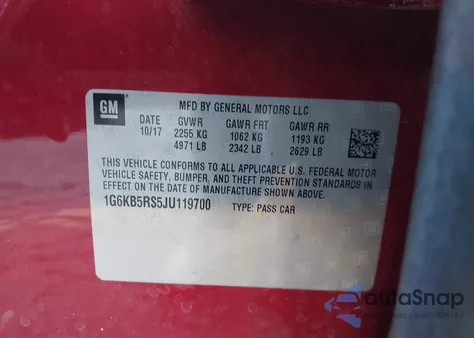 GM
MFD BY GENERAL MOTORS LLC
DATE GVWR GAWR FRT GAWR RR
10/17 2255 KG 1062 KG 1193 KG
4971 LB 2342 LB 2629 LB
THIS VEHICLE CONFORMS TO ALL APPLICABLE U.S. FEDERAL MOTOR
VEHICLE SAFETY, BUMPER, AND THEFT PREVENTION STANDARDS IN
EFFECT ON THE DATE OF MANUFACTURE SHOWN ABOVE.
1G6KB5RS5JU119700 TYPE: PASS CAR
autoSnap